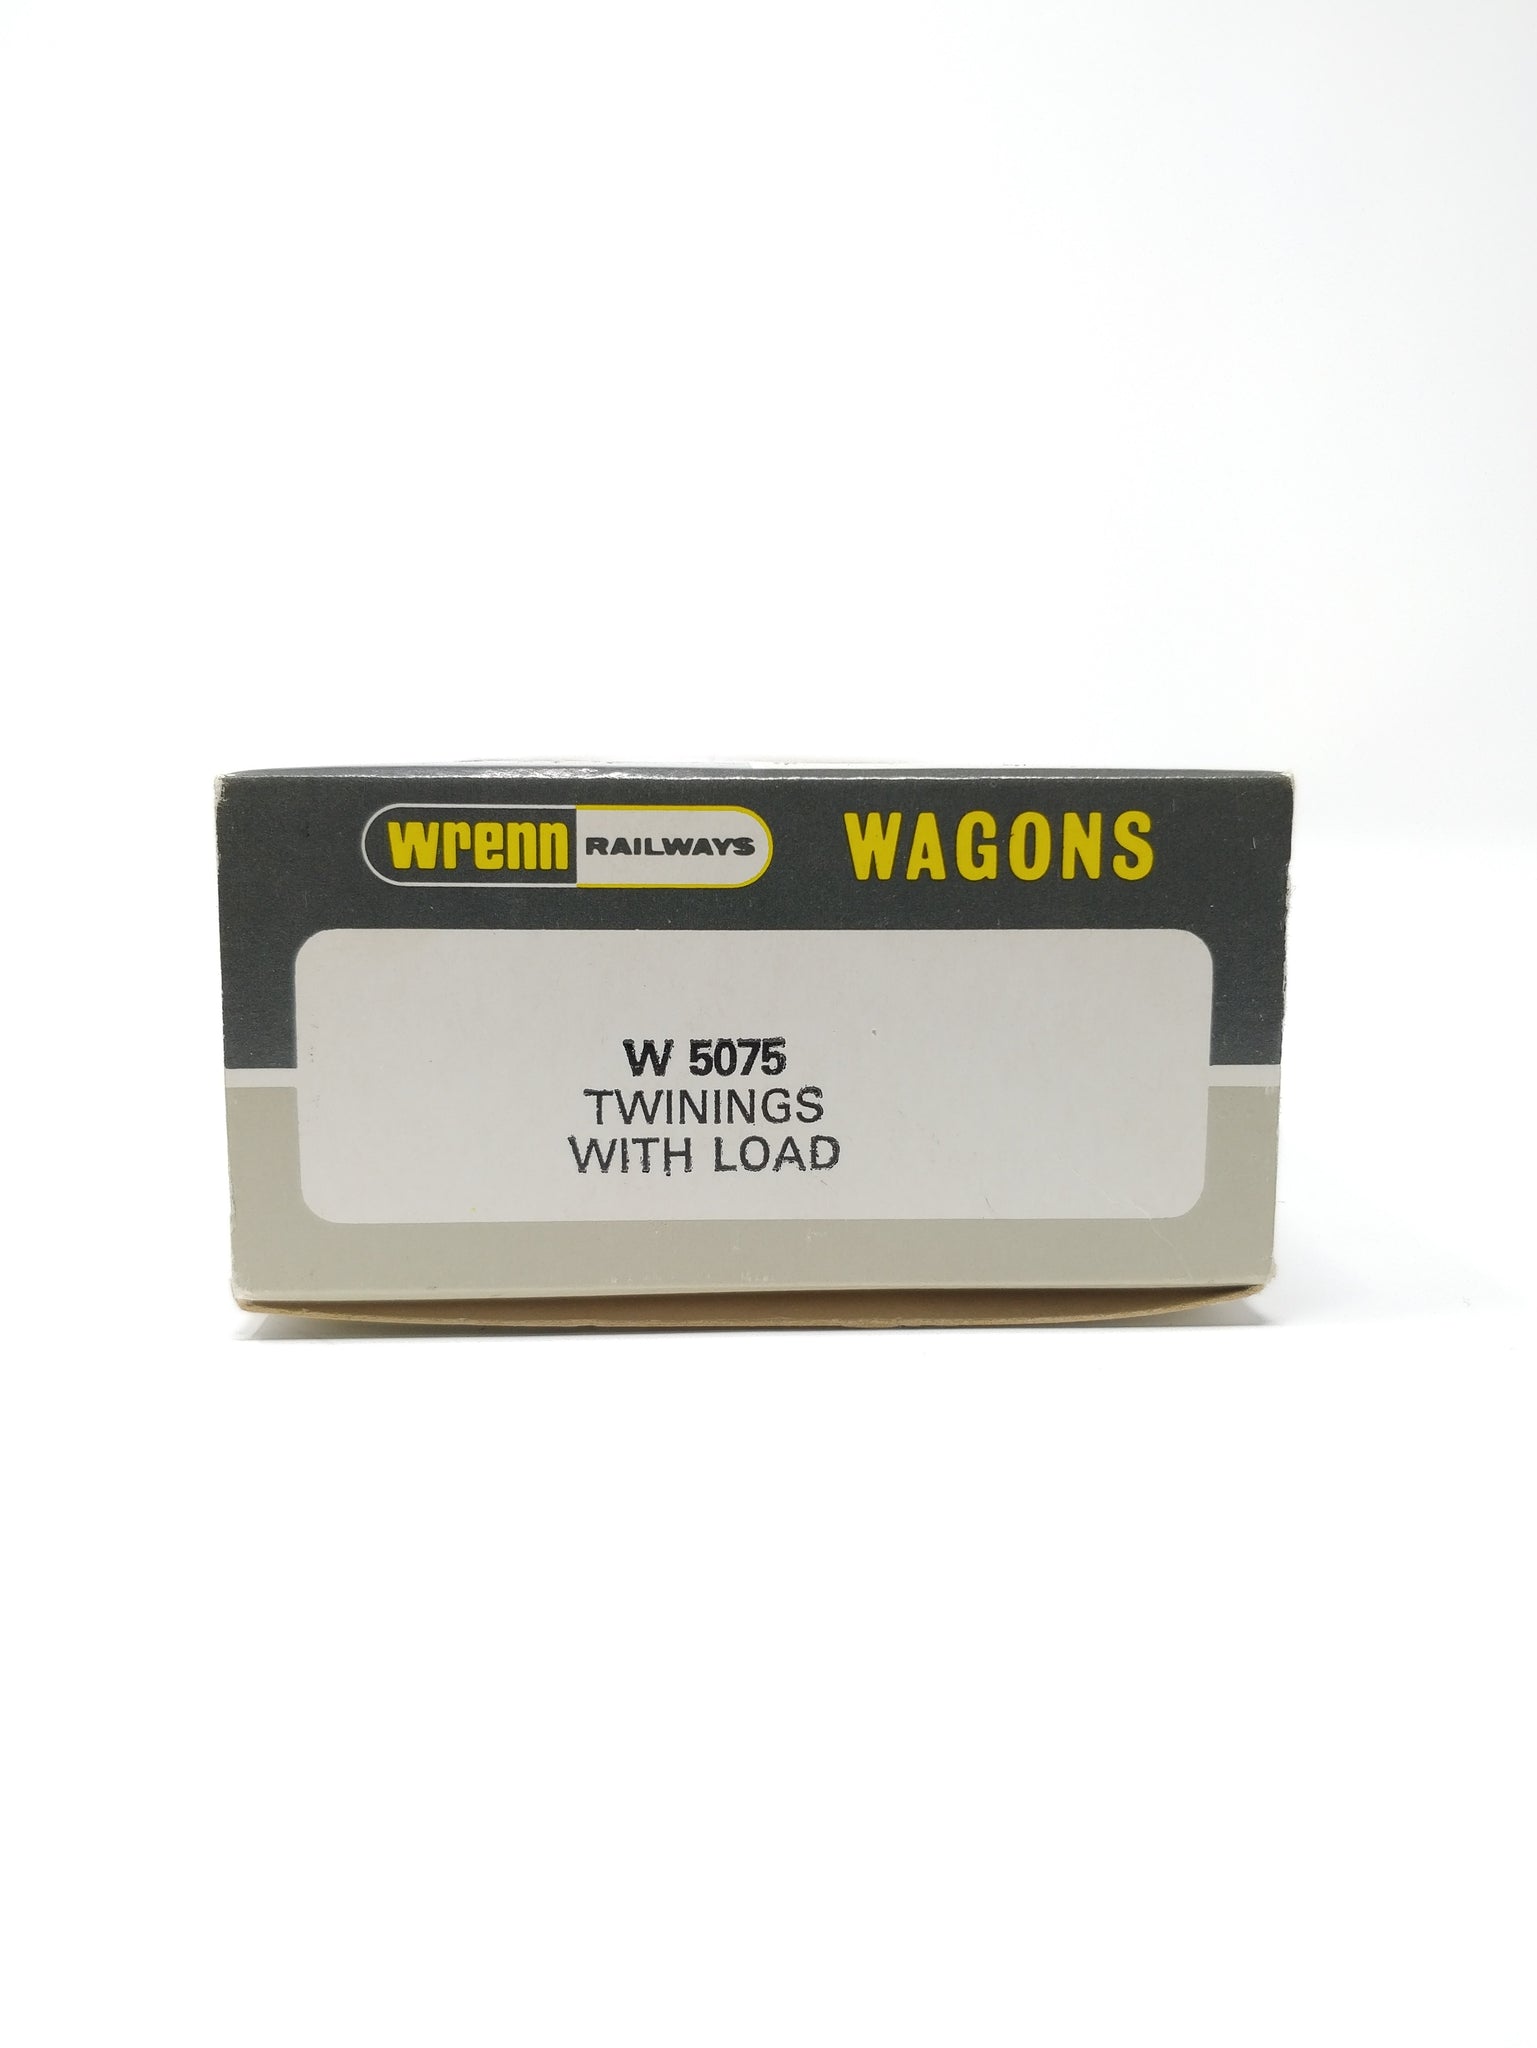 wrenn RAILWAYS WAGONS
W 5075
TWININGS
WITH LOAD